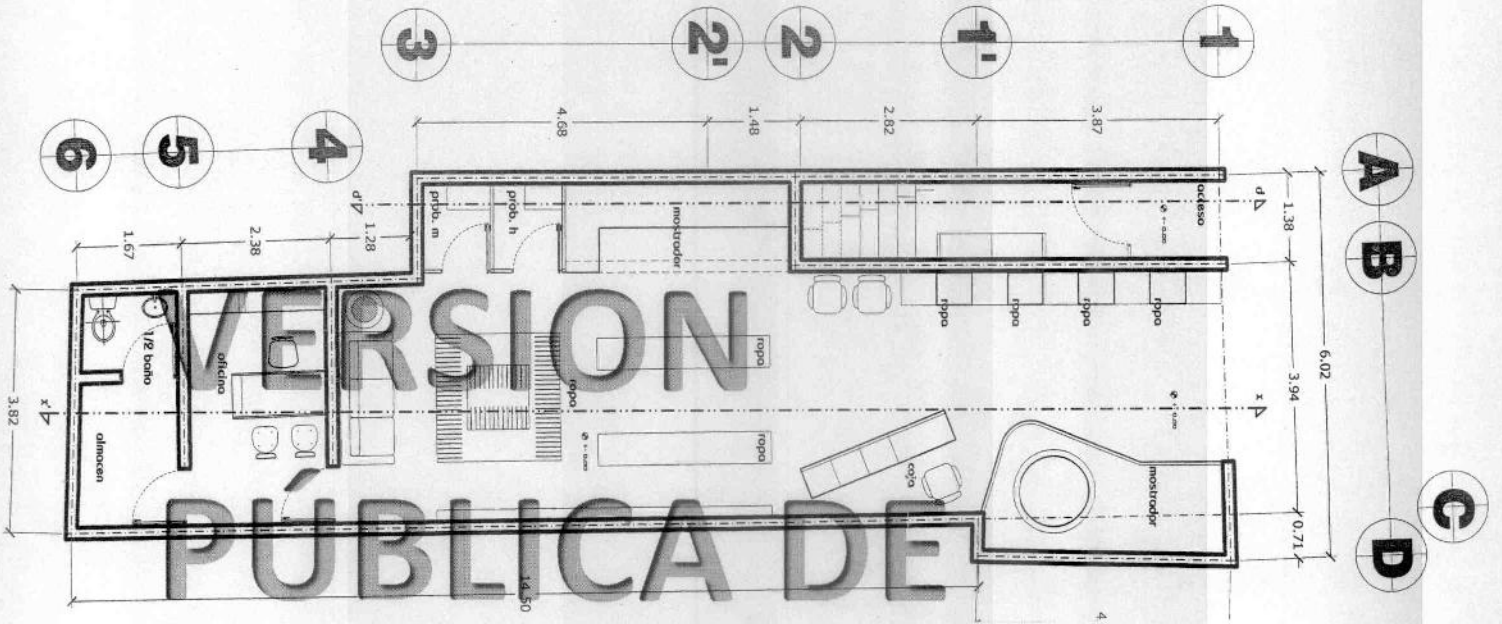 3
2'
2
1'
1
6
5
4
4.68
1.48
2.82
3.87
A
B
C
D
d'
d
acceso
1.38
6.02
3.94
0.71
1.67
2.38
1.28
prob. m
prob. h
mostrador
ropa
ropa
ropa
ropa
VERSION
1/2 baño
oficina
ropa
ropa
ropa
x'
x
3.82
almacen
caja
mostrador
PÚBLICA DE
14.50
4